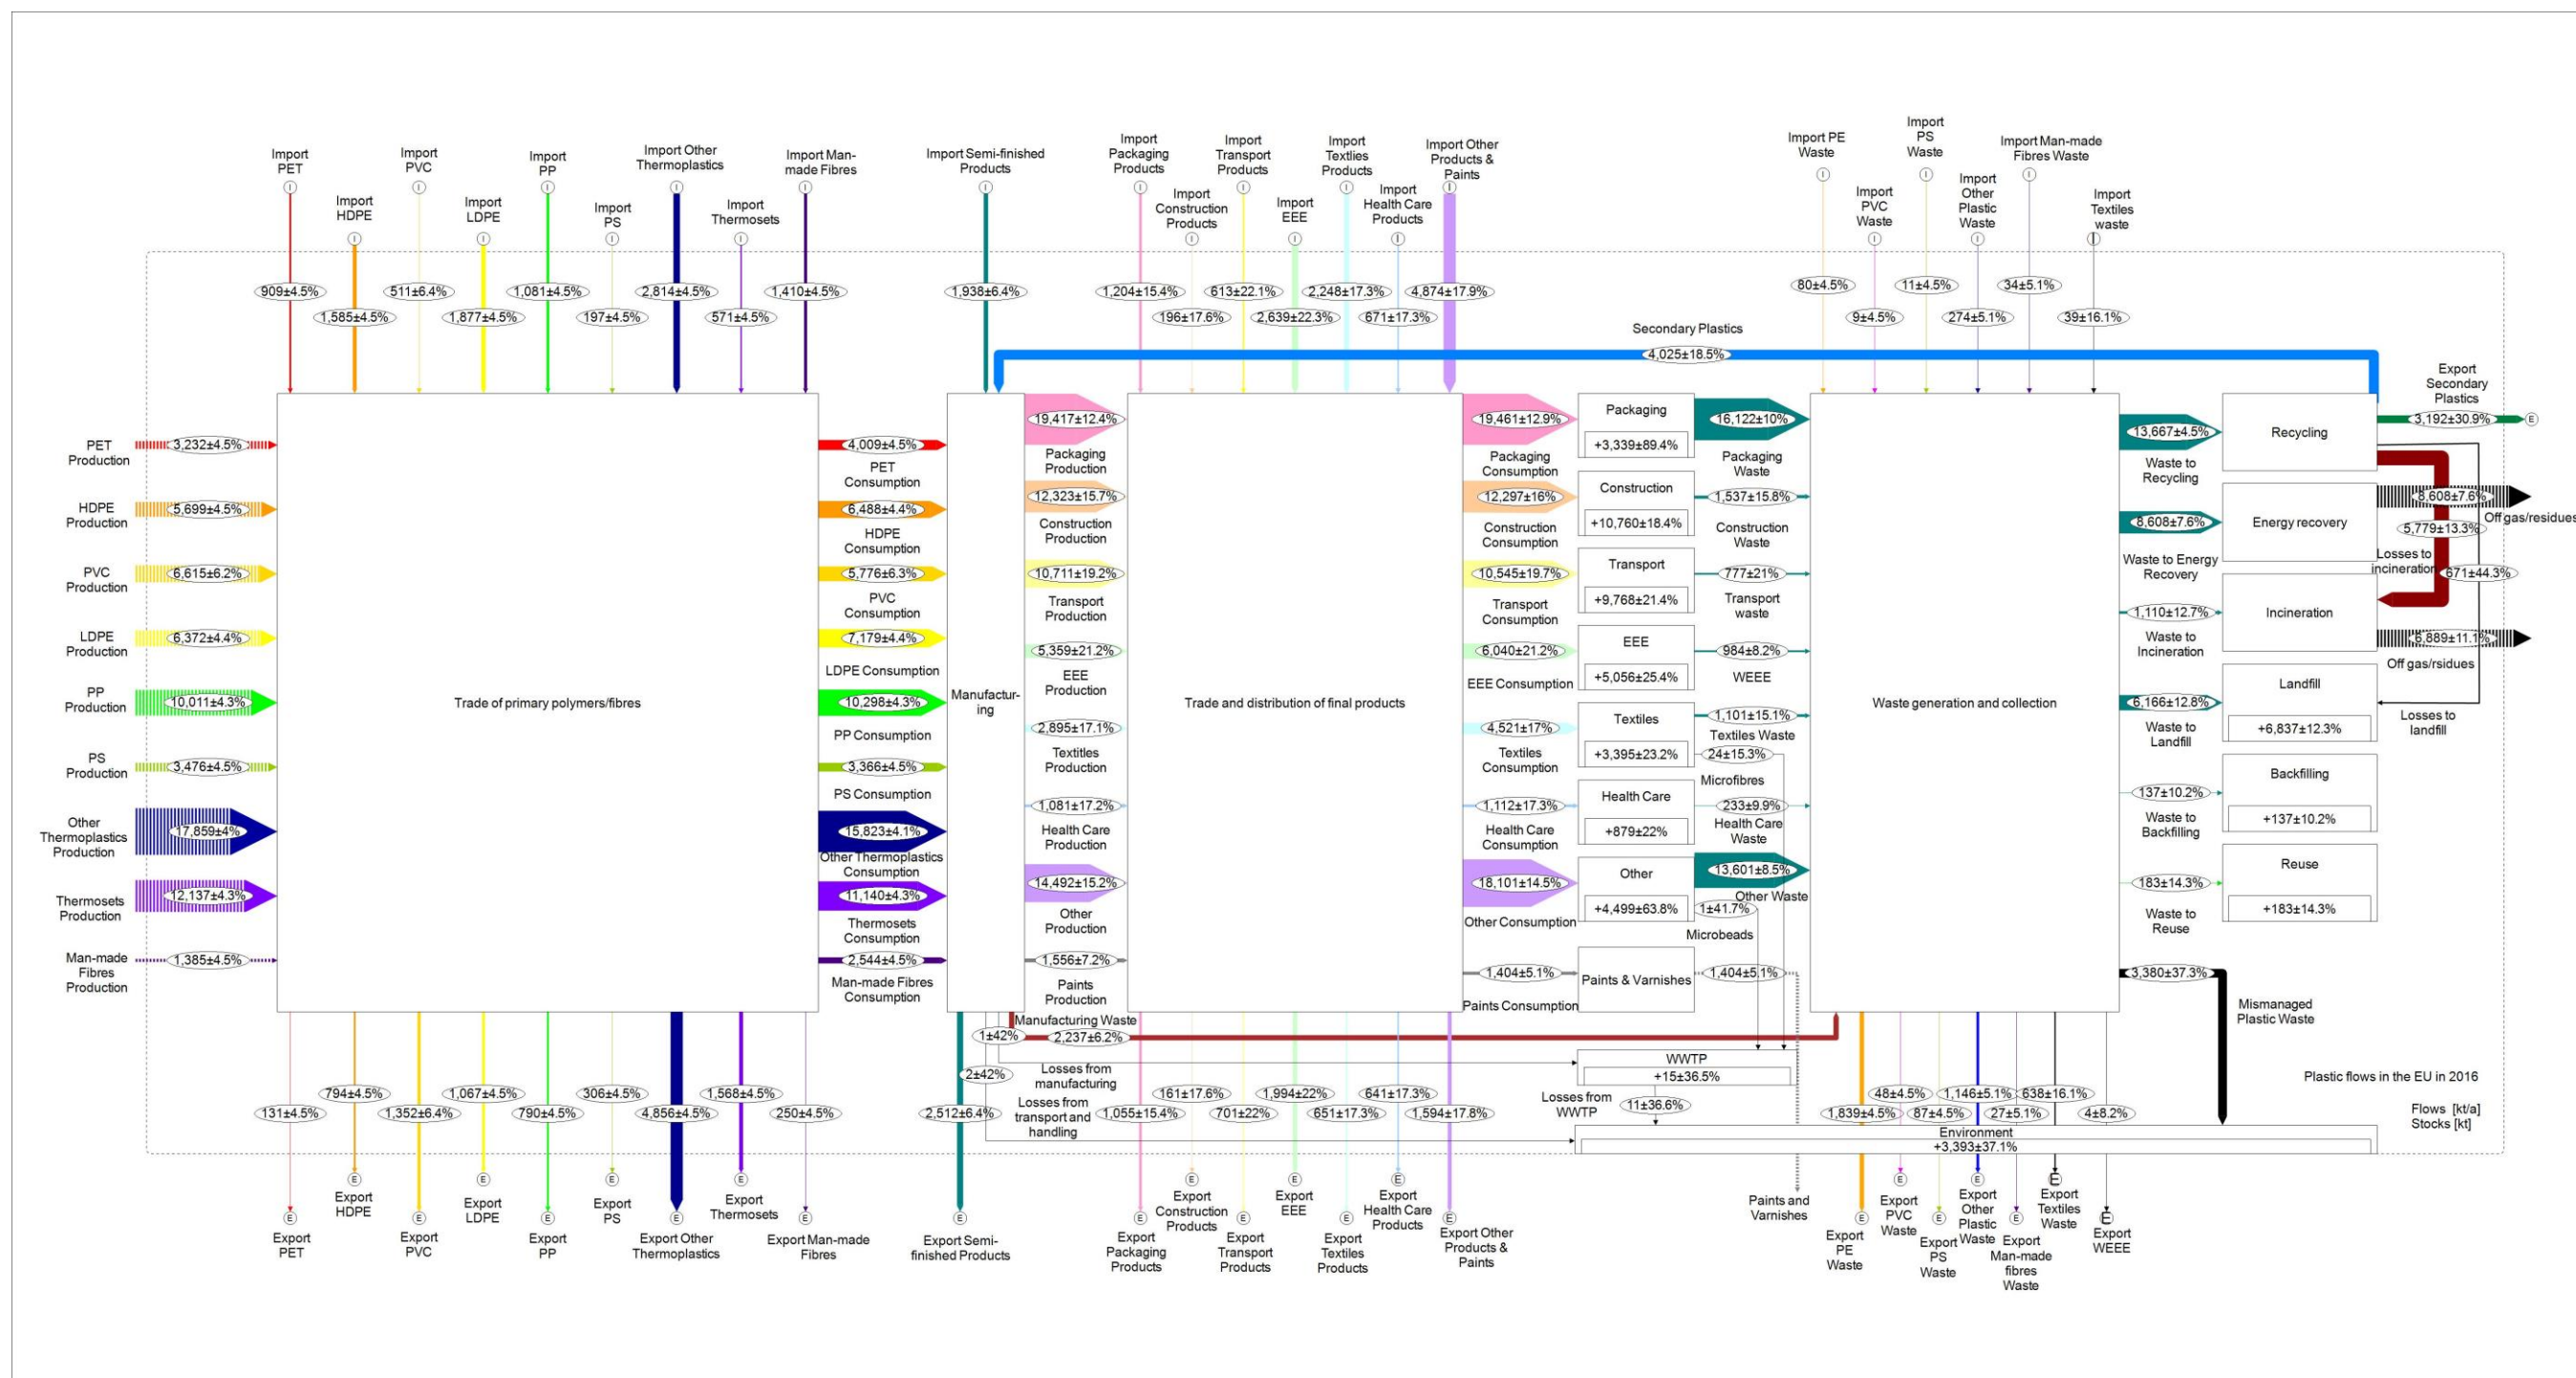 Import
PET
Import
HDPE
Import
PVC
Import
LDPE
Import
PP
Import
PS
Import Other
Thermoplastics
Import
Thermosets
Import Man-
made Fibres
Import Semi-finished
Products
Import
Packaging
Products
Import
Construction
Products
Import
Transport
Products
Import
EEE
Import
Textlies
Products
Import
Health Care
Products
Import Other
Products &
Paints
Import PE
Waste
Import
PVC
Waste
Import
PS
Waste
Import
Other
Plastic
Waste
Import Man-made
Fibres Waste
Import
Textiles
waste
I I I I I I I I I I I I I I I I I I I I I I I
909±4.5%
1,585±4.5%
511±6.4%
1,877±4.5%
1,081±4.5%
197±4.5%
2,814±4.5%
571±4.5%
1,410±4.5%
1,938±6.4%
1,204±15.4%
196±17.6%
613±22.1%
2,639±22.3%
2,248±17.3%
671±17.3%
4,874±17.9%
80±4.5%
9±4.5%
11±4.5%
274±5.1%
34±5.1%
39±16.1%
Secondary Plastics
4,025±18.5%
PET
Production
3,232±4.5%
HDPE
Production
5,699±4.5%
PVC
Production
6,615±6.2%
LDPE
Production
6,372±4.4%
PP
Production
10,011±4.3%
PS
Production
3,476±4.5%
Other
Thermoplastics
Production
17,859±4%
Thermosets
Production
12,137±4.3%
Man-made
Fibres
Production
1,385±4.5%
Trade of primary polymers/fibres
4,009±4.5%
PET
Consumption
6,488±4.4%
HDPE
Consumption
5,776±6.3%
PVC
Consumption
7,179±4.4%
LDPE Consumption
10,298±4.3%
PP Consumption
3,366±4.5%
PS Consumption
15,823±4.1%
Other Thermoplastics
Consumption
11,140±4.3%
Thermosets
Consumption
2,544±4.5%
Man-made Fibres
Consumption
Manufactur-
ing
19,417±12.4%
Packaging
Production
12,323±15.7%
Construction
Production
10,711±19.2%
Transport
Production
5,359±21.2%
EEE
Production
2,895±17.1%
Textitles
Production
1,081±17.2%
Health Care
Production
14,492±15.2%
Other
Production
1,556±7.2%
Paints
Production
Trade and distribution of final products
19,461±12.9%
Packaging
Consumption
12,297±16%
Construction
Consumption
10,545±19.7%
Transport
Consumption
6,040±21.2%
EEE Consumption
4,521±17%
Textiles
Consumption
1,112±17.3%
Health Care
Consumption
18,101±14.5%
Other Consumption
1,404±5.1%
Paints Consumption
Packaging
+3,339±89.4%
Construction
+10,760±18.4%
Transport
+9,768±21.4%
EEE
+5,056±25.4%
Textiles
+3,395±23.2%
Health Care
+879±22%
Other
+4,499±63.8%
Paints & Varnishes
16,122±10%
Packaging
Waste
1,537±15.8%
Construction
Waste
777±21%
Transport
waste
984±8.2%
WEEE
1,101±15.1%
Textiles Waste
24±15.3%
Microfibres
233±9.9%
Health Care
Waste
13,601±8.5%
Other Waste
1±41.7%
Microbeads
1,404±5.1%
Waste generation and collection
13,667±4.5%
Waste to
Recycling
8,608±7.6%
Waste to Energy
Recovery
1,110±12.7%
Waste to
Incineration
6,166±12.8%
Waste to
Landfill
137±10.2%
Waste to
Backfilling
183±14.3%
Waste to
Reuse
3,380±37.3%
Mismanaged
Plastic Waste
Recycling
Energy recovery
Incineration
Landfill
+6,837±12.3%
Backfilling
+137±10.2%
Reuse
+183±14.3%
Export
Secondary
Plastics
3,192±30.9%
E
8,608±7.6%
Off gas/residues
5,779±13.3%
Losses to
incineration
671±44.3%
6,889±11.1%
Off gas/rsidues
Losses to
landfill
Manufacturing Waste
1±42%
2,237±6.2%
2±42%
Losses from
manufacturing
Losses from
transport and
handling
WWTP
+15±36.5%
Losses from
WWTP
11±36.6%
Environment
+3,393±37.1%
Plastic flows in the EU in 2016
Flows [kt/a]
Stocks [kt]
131±4.5%
794±4.5%
1,352±6.4%
1,067±4.5%
790±4.5%
306±4.5%
4,856±4.5%
1,568±4.5%
250±4.5%
2,512±6.4%
1,055±15.4%
161±17.6%
701±22%
1,994±22%
651±17.3%
641±17.3%
1,594±17.8%
1,839±4.5%
48±4.5%
87±4.5%
1,146±5.1%
27±5.1%
638±16.1%
4±8.2%
E E E E E E E E E E E E E E E E E E E E E E E E
Export
PET
Export
HDPE
Export
PVC
Export
LDPE
Export
PP
Export
PS
Export Other
Thermoplastics
Export
Thermosets
Export Man-made
Fibres
Export Semi-
finished Products
Export
Packaging
Products
Export
Construction
Products
Export
Transport
Products
Export
EEE
Export
Textiles
Products
Export
Health Care
Products
Export Other
Products &
Paints
Paints and
Varnishes
Export
PE
Waste
Export
PVC
Waste
Export
PS
Waste
Export
Other
Plastic
Waste
Export
Man-made
fibres
Waste
Export
Textiles
Waste
Export
WEEE